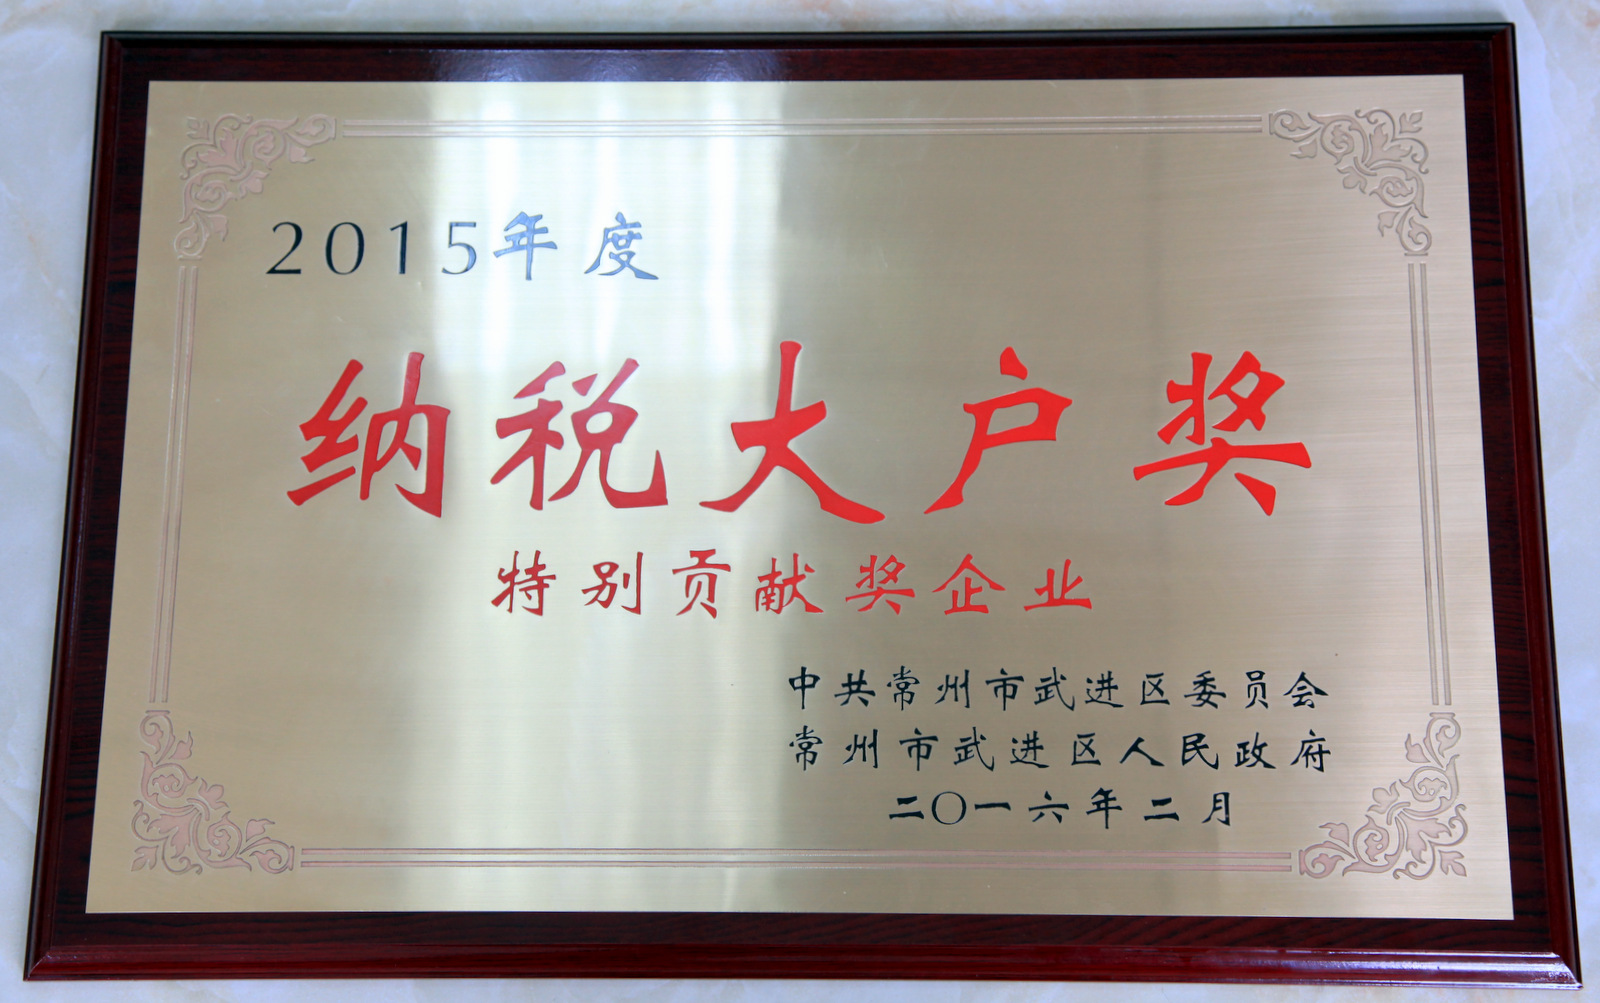 2015年度
纳税大户奖
特别贡献奖企业
中共常州市武进区委员会
常州市武进区人民政府
二〇一六年二月